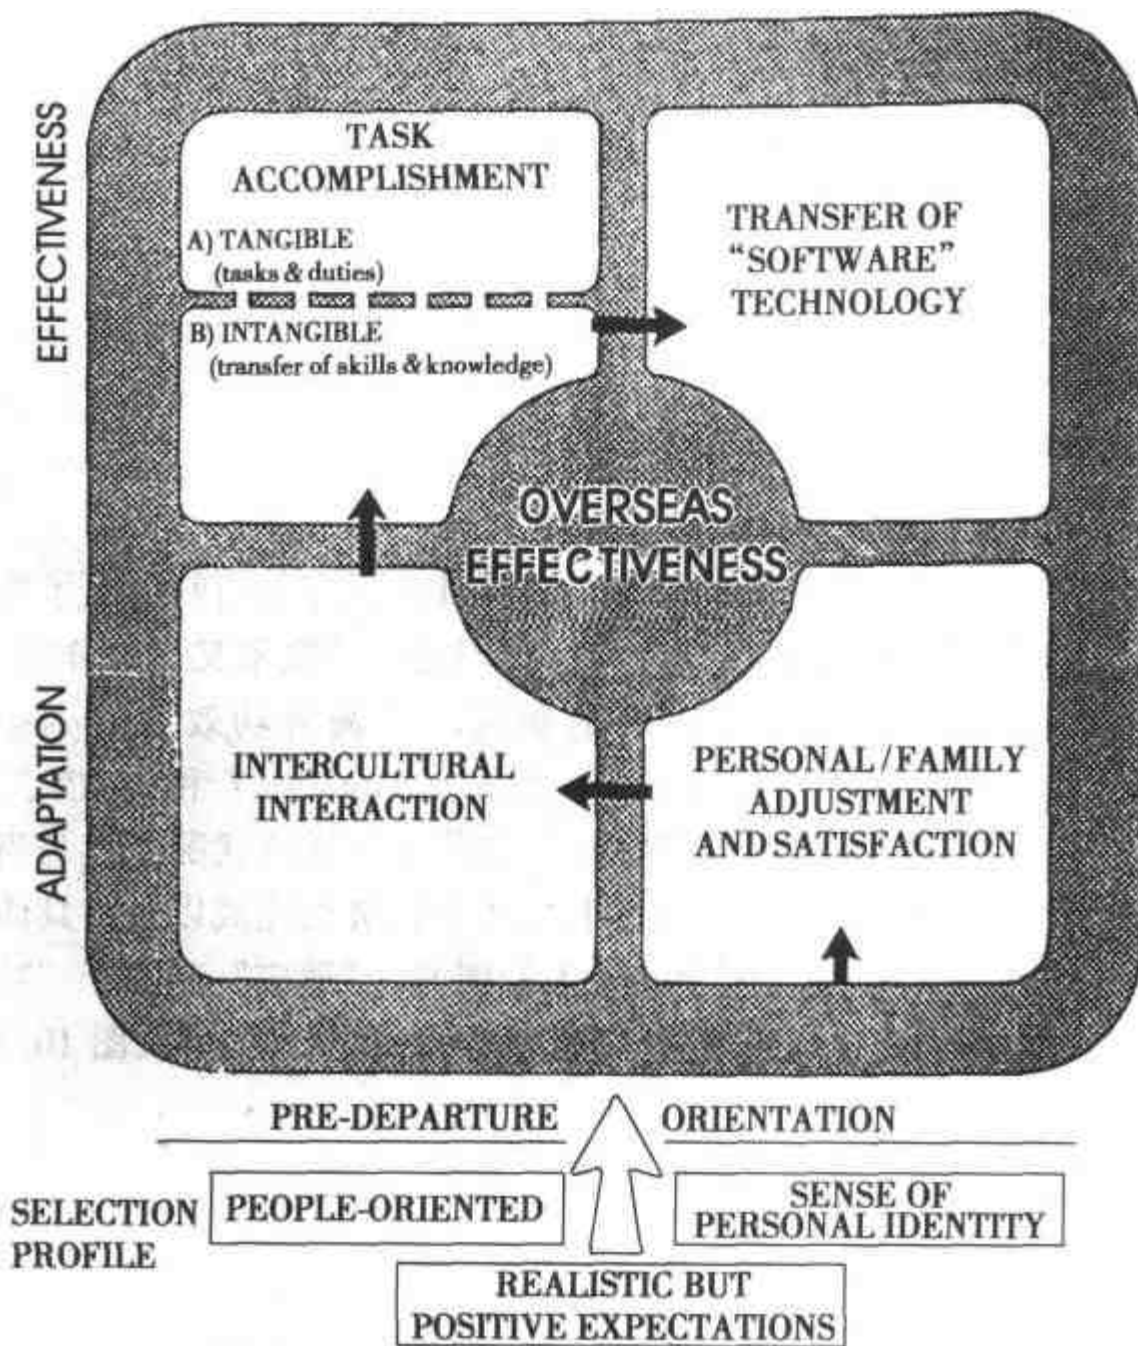 EFFECTIVENESS
TASK
ACCOMPLISHMENT
A) TANGIBLE
(tasks & duties)
B) INTANGIBLE
(transfer of skills & knowledge)
TRANSFER OF
“SOFTWARE”
TECHNOLOGY
OVERSEAS
EFFECTIVENESS
ADAPTATION
INTERCULTURAL
INTERACTION
PERSONAL / FAMILY
ADJUSTMENT
AND SATISFACTION
PRE-DEPARTURE ORIENTATION
SELECTION
PROFILE
PEOPLE-ORIENTED
SENSE OF
PERSONAL IDENTITY
REALISTIC BUT
POSITIVE EXPECTATIONS